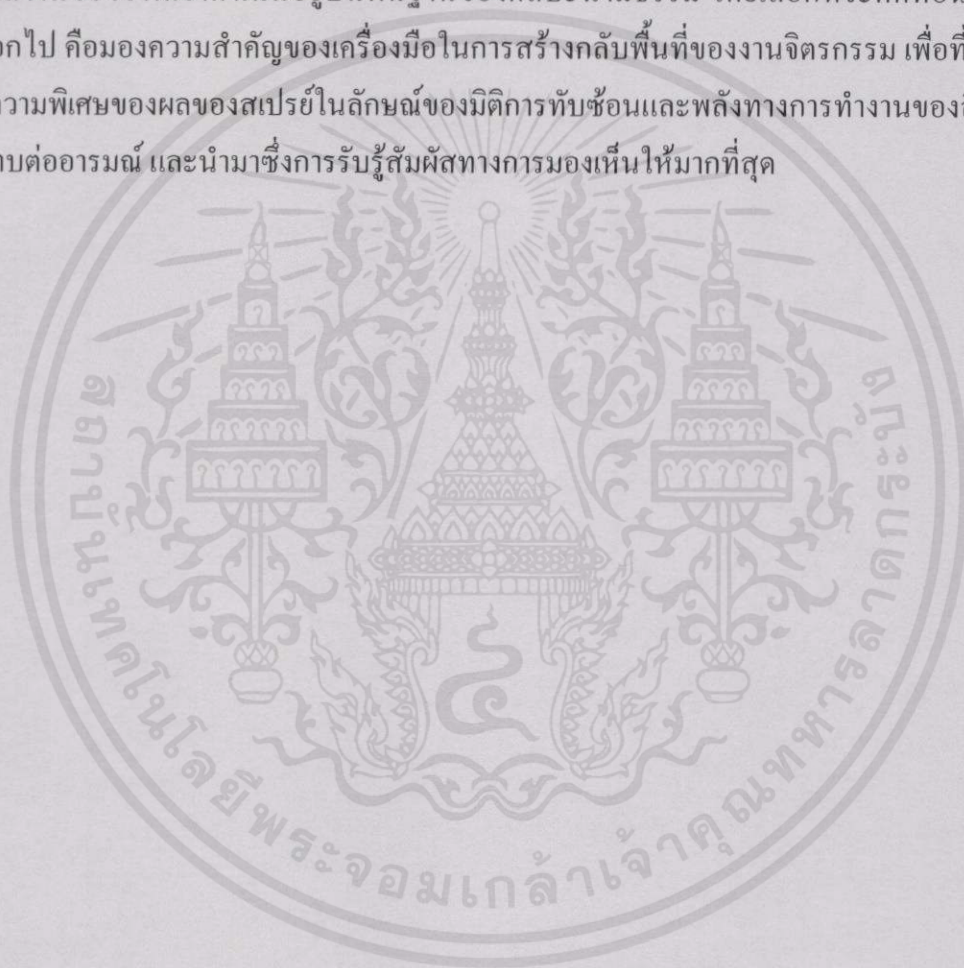 อกไป คือมองความสำคัญของเครื่องมือในการสร้างกลับพื้นที่ของงานจิตรกรรม เพื่อที่
วามพิเศษของผลของสเปรย์ในลักษณ์ของมิติการทับซ้อนและพลังทางการทำงานของ
าบต่ออารมณ์ และนำมาซึ่งการรับรู้สัมผัสทางการมองเห็นให้มากที่สุด
สถาบันเทคโนโลยีพระจอมเกล้าเจ้าคุณทหารลาดกระบัง
๔